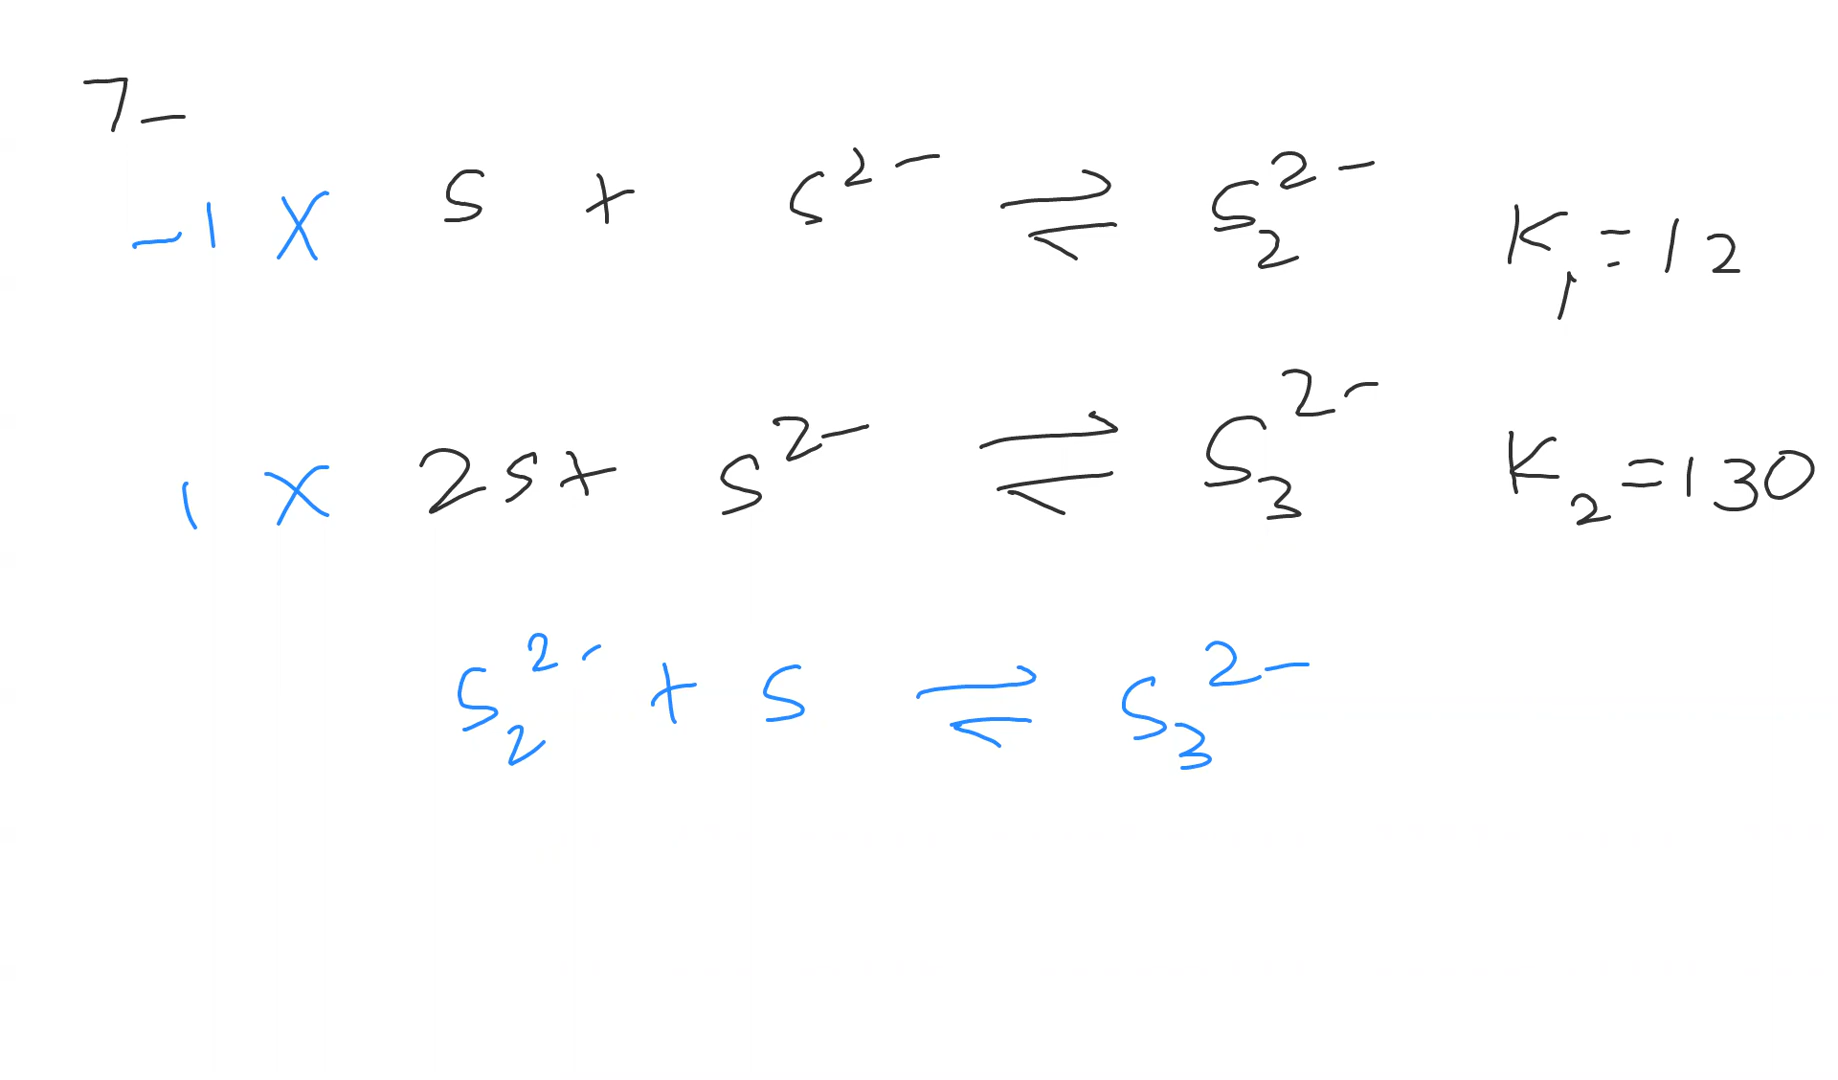 7-
-1 X S + S²⁻ ⇌ S₂²⁻ K₁ = 12
1 X 2S + S²⁻ ⇌ S₃²⁻ K₂ = 130
S₂²⁻ + S ⇌ S₃²⁻